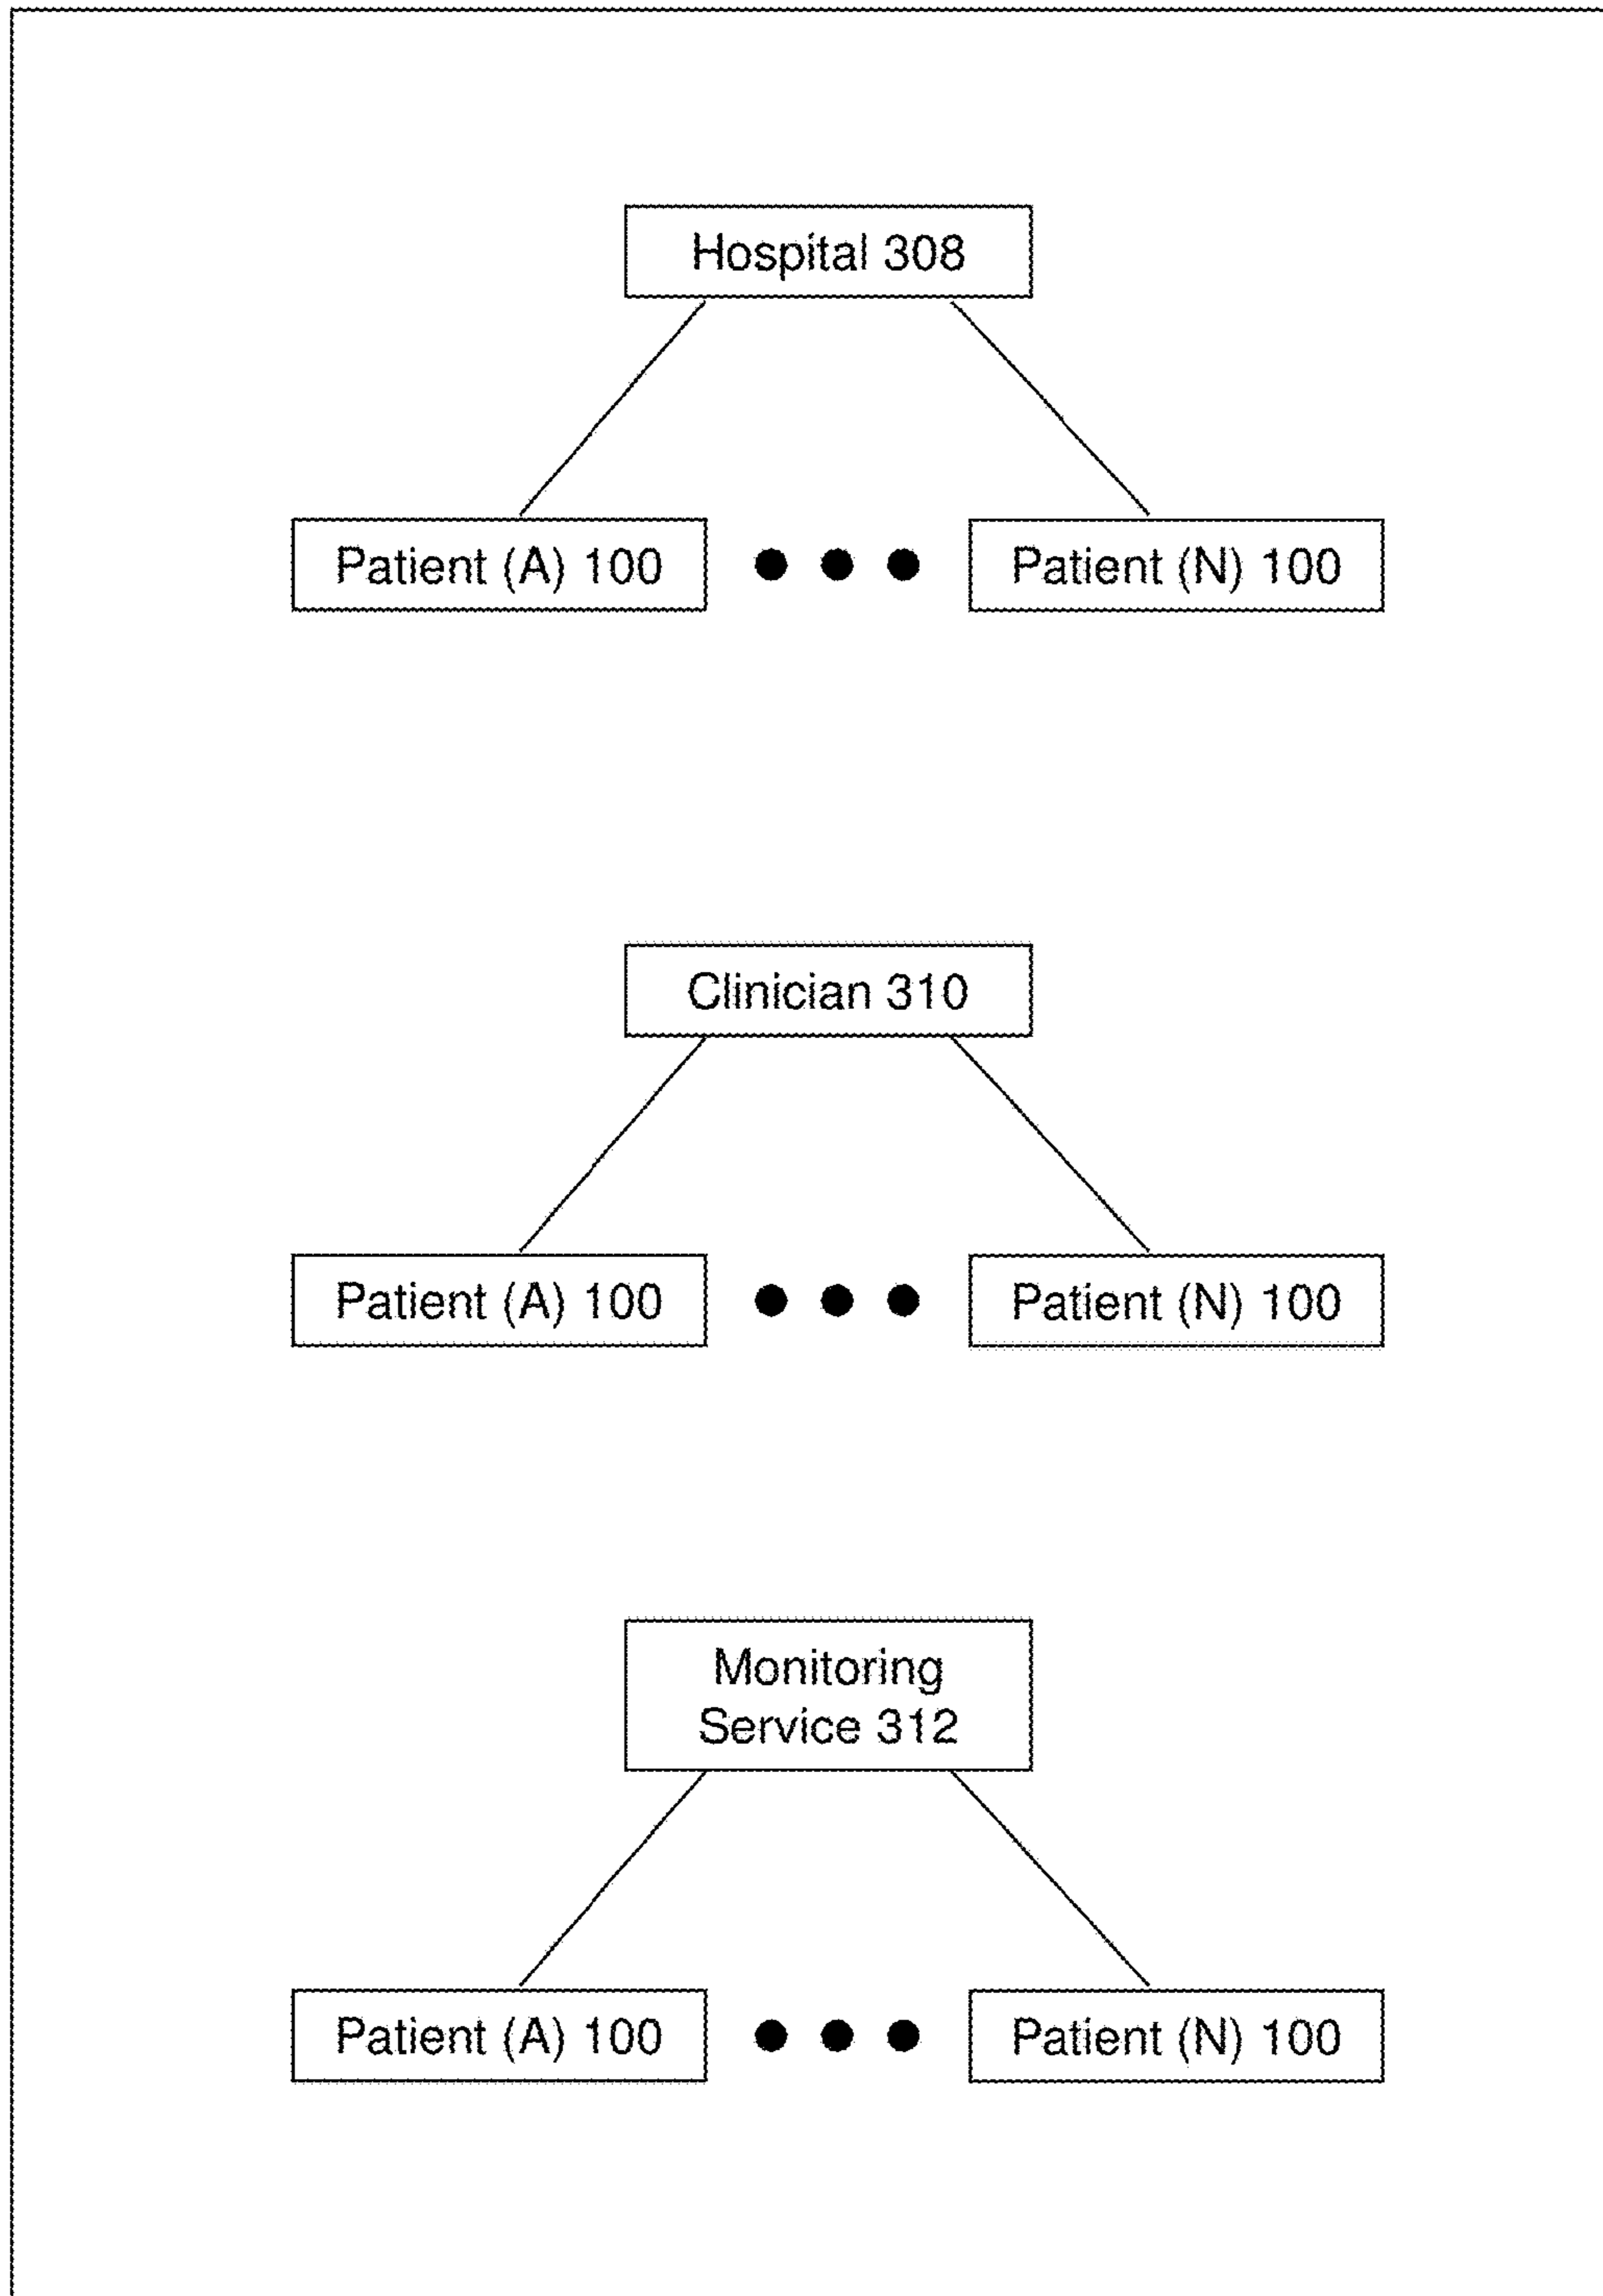 Hospital 308
Patient (A) 100
Patient (N) 100
Clinician 310
Patient (A) 100
Patient (N) 100
Monitoring
Service 312
Patient (A) 100
Patient (N) 100